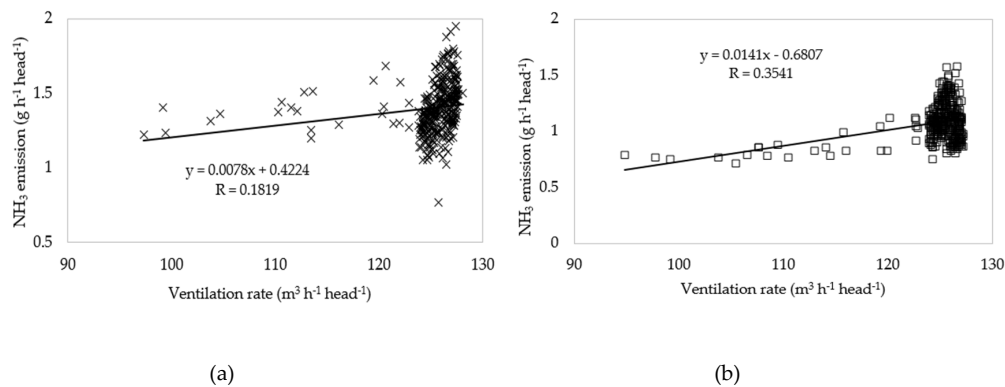 2
1.5
1
0.5
NH₃ emission (g h⁻¹ head⁻¹)
y = 0.0078x + 0.4224
R = 0.1819
90 100 110 120 130
Ventilation rate (m³ h⁻¹ head⁻¹)
(a)
2
1.5
1
0.5
0
NH₃ emission (g h⁻¹ head⁻¹)
y = 0.0141x - 0.6807
R = 0.3541
90 100 110 120 130
Ventilation rate (m³ h⁻¹ head⁻¹)
(b)